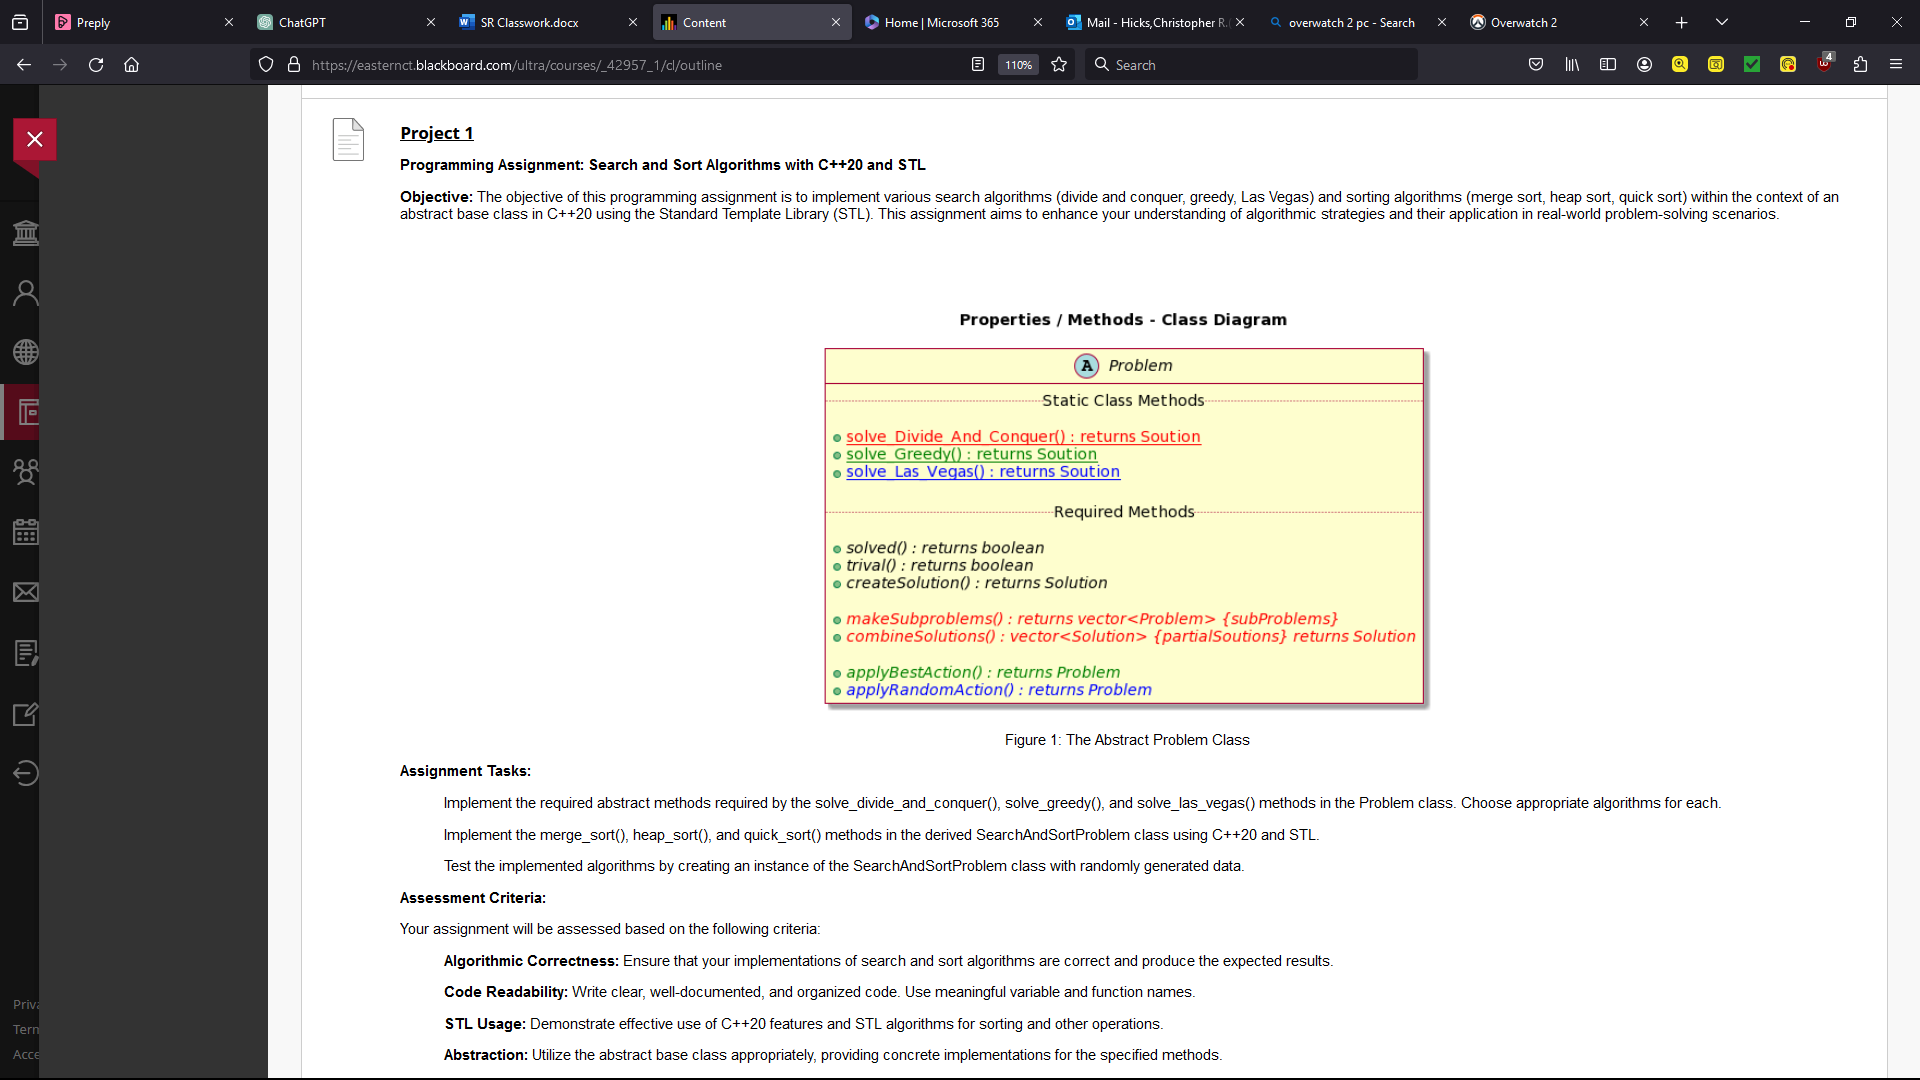 Preply
ChatGPT
SR Classwork.docx
Content
Home | Microsoft 365
Mail - Hicks,Christopher R.(
overwatch 2 pc - Search
Overwatch 2
https://easternct.blackboard.com/ultra/courses/_42957_1/cl/outline
110%
Search
4
Project 1
Programming Assignment: Search and Sort Algorithms with C++20 and STL
Objective: The objective of this programming assignment is to implement various search algorithms (divide and conquer, greedy, Las Vegas) and sorting algorithms (merge sort, heap sort, quick sort) within the context of an
abstract base class in C++20 using the Standard Template Library (STL). This assignment aims to enhance your understanding of algorithmic strategies and their application in real-world problem-solving scenarios.
Properties / Methods - Class Diagram
A Problem
Static Class Methods
solve_Divide_And_Conquer() : returns Soution
solve_Greedy() : returns Soution
solve_Las_Vegas() : returns Soution
Required Methods
solved() : returns boolean
trival() : returns boolean
createSolution() : returns Solution
makeSubproblems() : returns vector<Problem> {subProblems}
combineSolutions() : vector<Solution> {partialSoutions} returns Solution
applyBestAction() : returns Problem
applyRandomAction() : returns Problem
Figure 1: The Abstract Problem Class
Assignment Tasks:
Implement the required abstract methods required by the solve_divide_and_conquer(), solve_greedy(), and solve_las_vegas() methods in the Problem class. Choose appropriate algorithms for each.
Implement the merge_sort(), heap_sort(), and quick_sort() methods in the derived SearchAndSortProblem class using C++20 and STL.
Test the implemented algorithms by creating an instance of the SearchAndSortProblem class with randomly generated data.
Assessment Criteria:
Your assignment will be assessed based on the following criteria:
Algorithmic Correctness: Ensure that your implementations of search and sort algorithms are correct and produce the expected results.
Code Readability: Write clear, well-documented, and organized code. Use meaningful variable and function names.
STL Usage: Demonstrate effective use of C++20 features and STL algorithms for sorting and other operations.
Abstraction: Utilize the abstract base class appropriately, providing concrete implementations for the specified methods.
Priva
Term
Acce